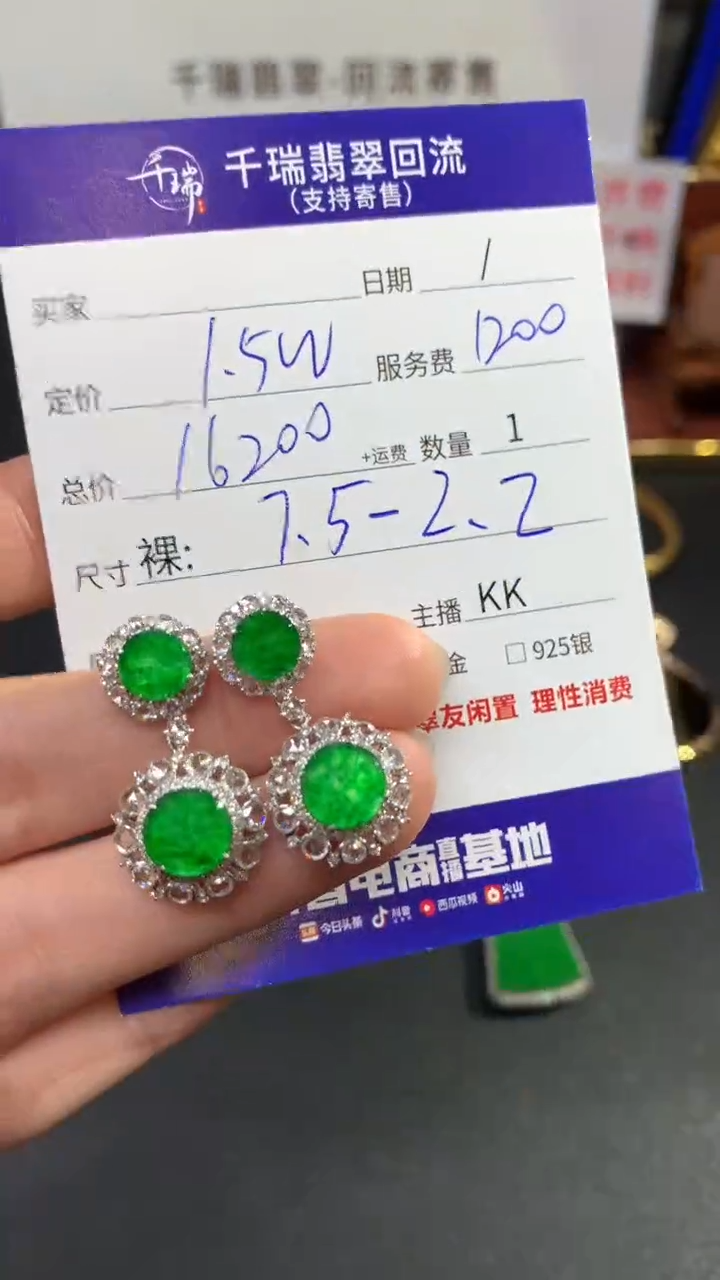 千瑞翡翠-回流寄售
千瑞
千瑞翡翠回流
(支持寄售)
买家 日期 /
定价 1.5W 服务费 1200
总价 16200 +运费 数量 1
尺寸 裸: 7.5-2.2
主播 KK
金 □925银
翠友闲置 理性消费
电商直播基地
今日头条 抖音 西瓜视频 火山